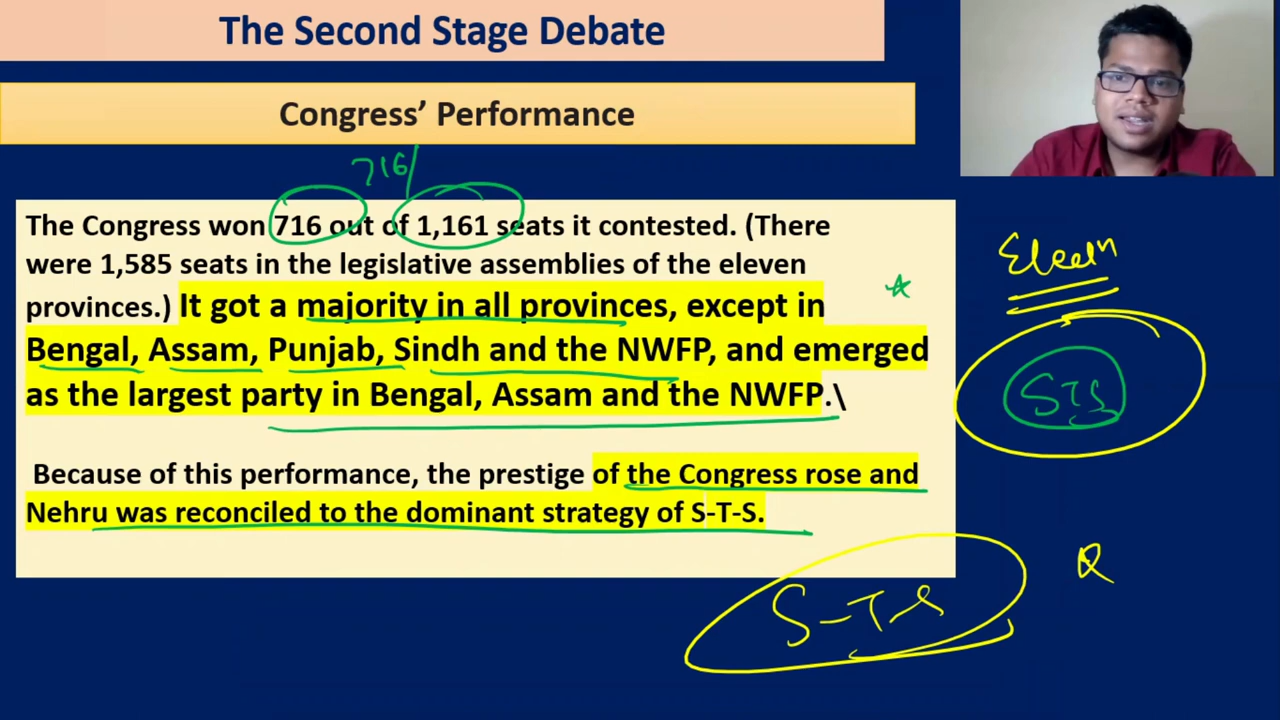 The Second Stage Debate
Congress’ Performance
716/
The Congress won 716 out of 1,161 seats it contested. (There
were 1,585 seats in the legislative assemblies of the eleven
provinces.) It got a majority in all provinces, except in
Bengal, Assam, Punjab, Sindh and the NWFP, and emerged
as the largest party in Bengal, Assam and the NWFP.\
Because of this performance, the prestige of the Congress rose and
Nehru was reconciled to the dominant strategy of S-T-S.
STS
S-T-S